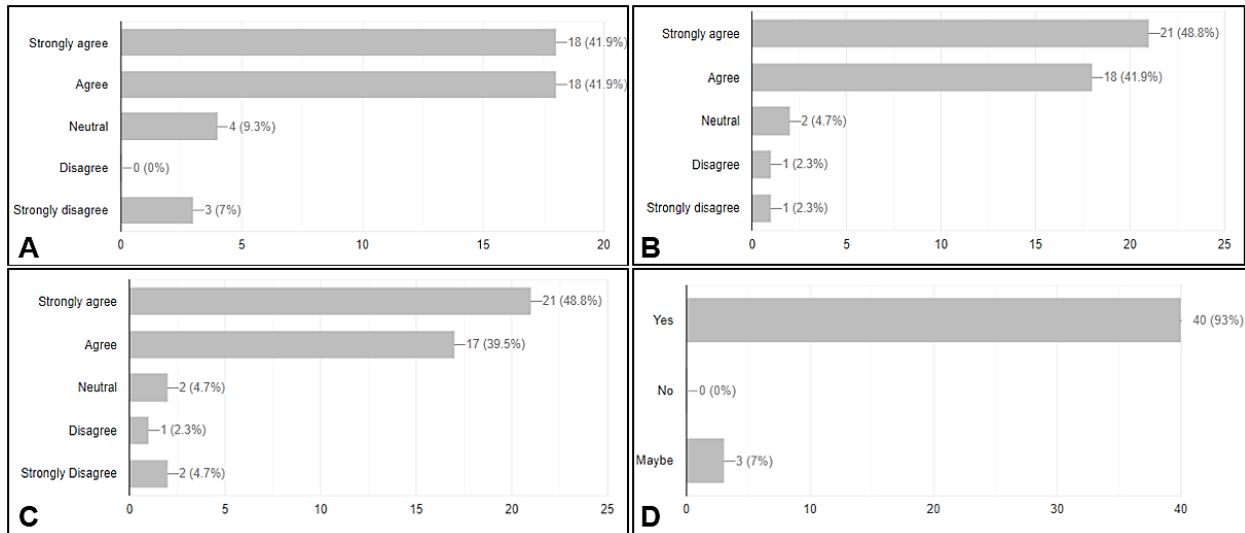 Strongly agree 18 (41.9%)
Agree 18 (41.9%)
Neutral 4 (9.3%)
Disagree 0 (0%)
Strongly disagree 3 (7%)
0 5 10 15 20
A
Strongly agree 21 (48.8%)
Agree 18 (41.9%)
Neutral 2 (4.7%)
Disagree 1 (2.3%)
Strongly disagree 1 (2.3%)
0 5 10 15 20 25
B
Strongly agree 21 (48.8%)
Agree 17 (39.5%)
Neutral 2 (4.7%)
Disagree 1 (2.3%)
Strongly Disagree 2 (4.7%)
0 5 10 15 20 25
C
Yes 40 (93%)
No 0 (0%)
Maybe 3 (7%)
0 10 20 30 40
D